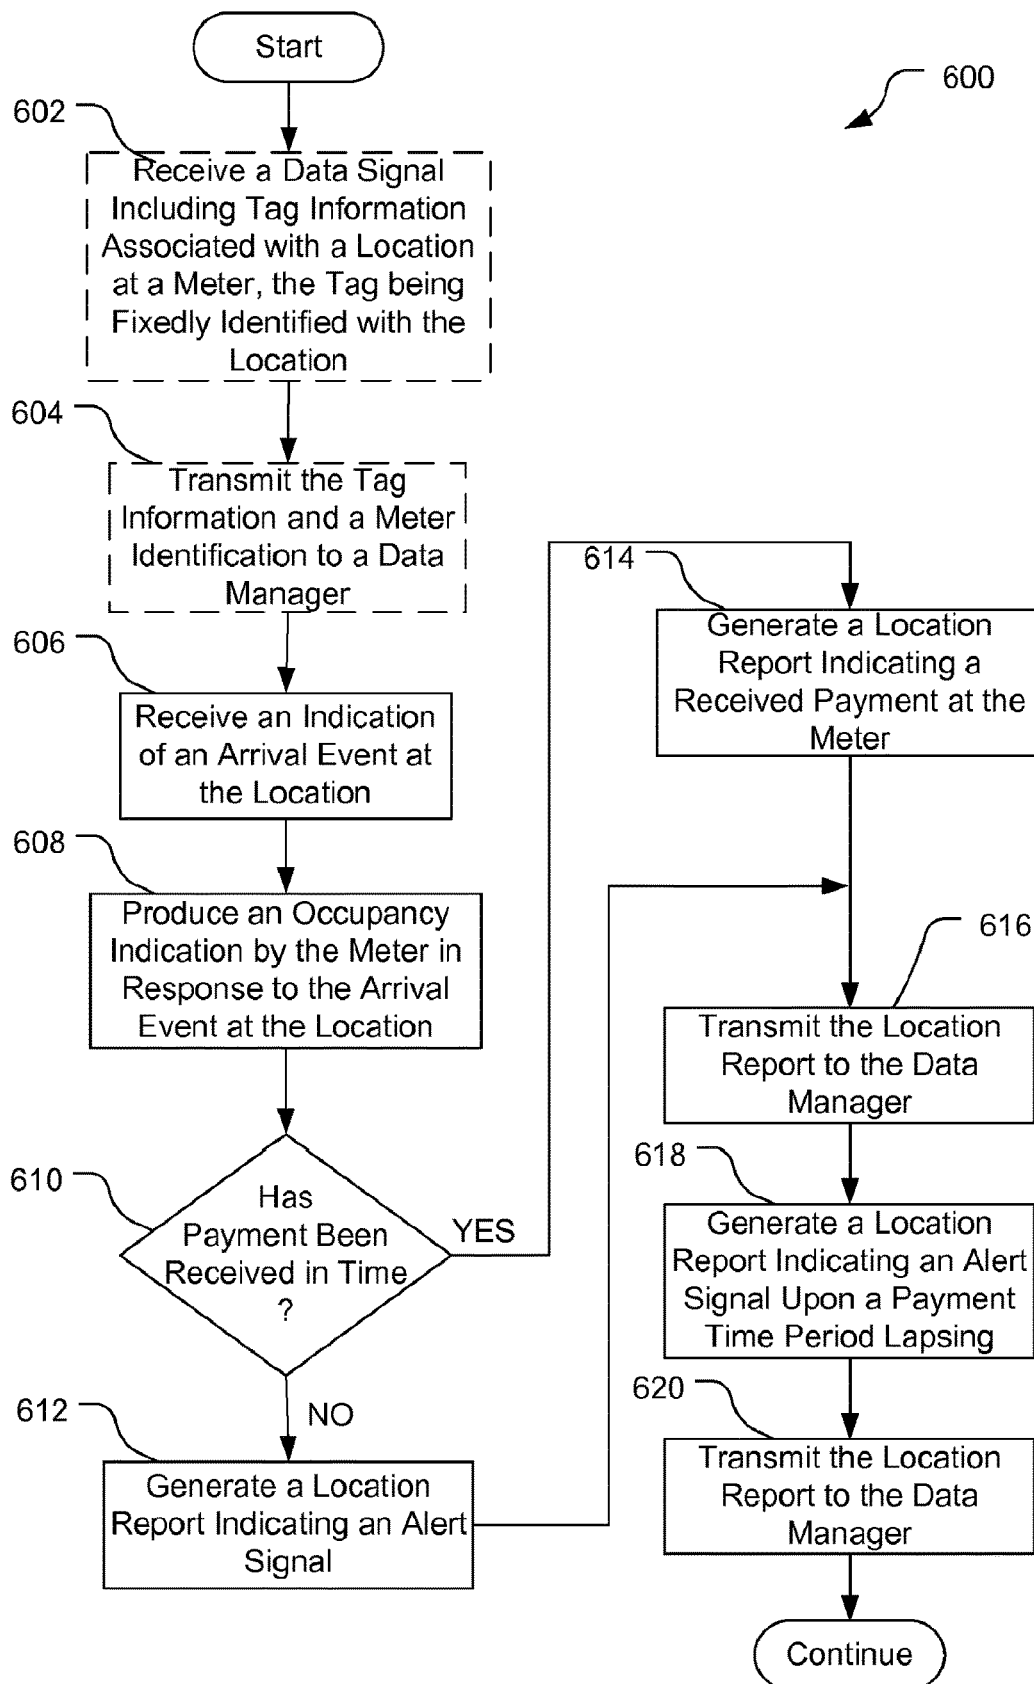 Start
600
602
Receive a Data Signal
Including Tag Information
Associated with a Location
at a Meter, the Tag being
Fixedly Identified with the
Location
604
Transmit the Tag
Information and a Meter
Identification to a Data
Manager
606
Receive an Indication
of an Arrival Event at
the Location
608
Produce an Occupancy
Indication by the Meter in
Response to the Arrival
Event at the Location
610
Has
Payment Been
Received in Time
?
YES
NO
612
Generate a Location
Report Indicating an Alert
Signal
614
Generate a Location
Report Indicating a
Received Payment at the
Meter
616
Transmit the Location
Report to the Data
Manager
618
Generate a Location
Report Indicating an Alert
Signal Upon a Payment
Time Period Lapsing
620
Transmit the Location
Report to the Data
Manager
Continue